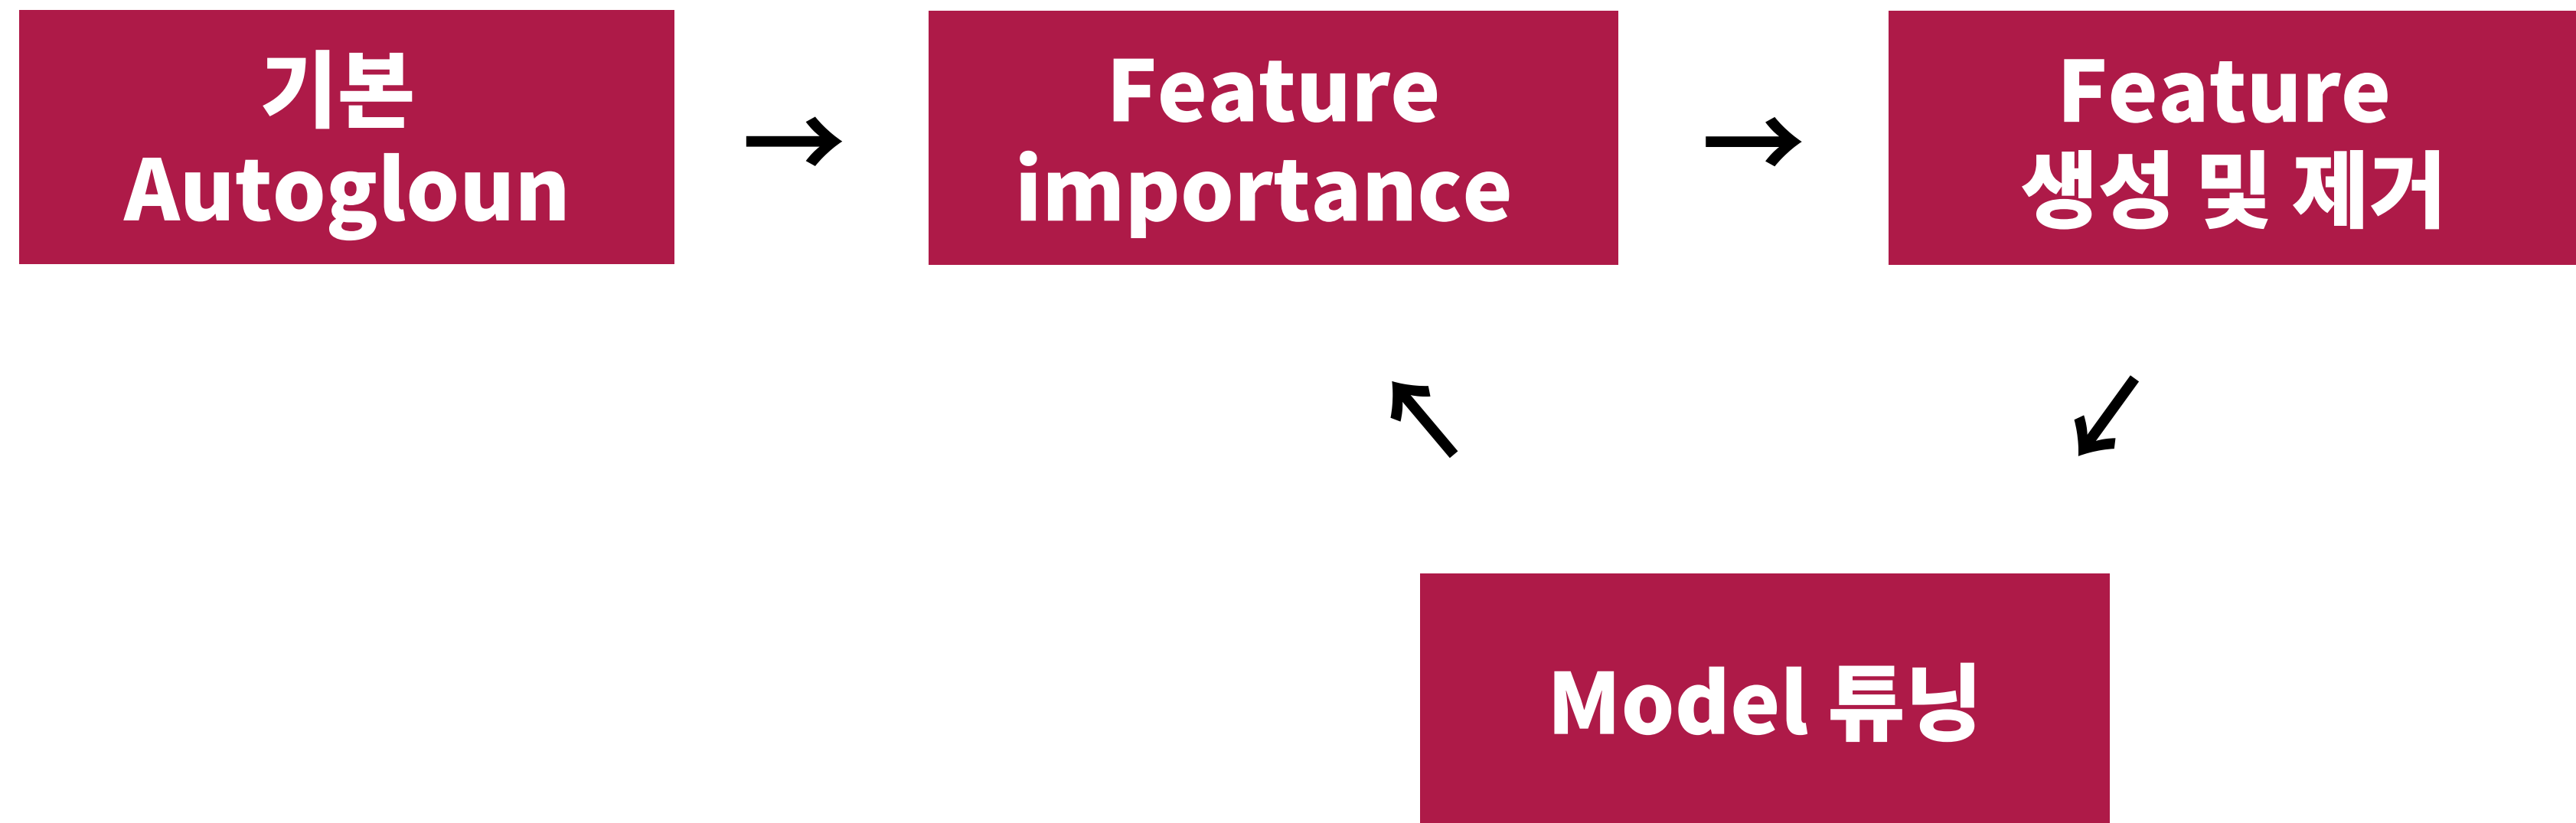 기본
Autogloun
→
Feature
importance
→
Feature
생성 및 제거
Model 튜닝